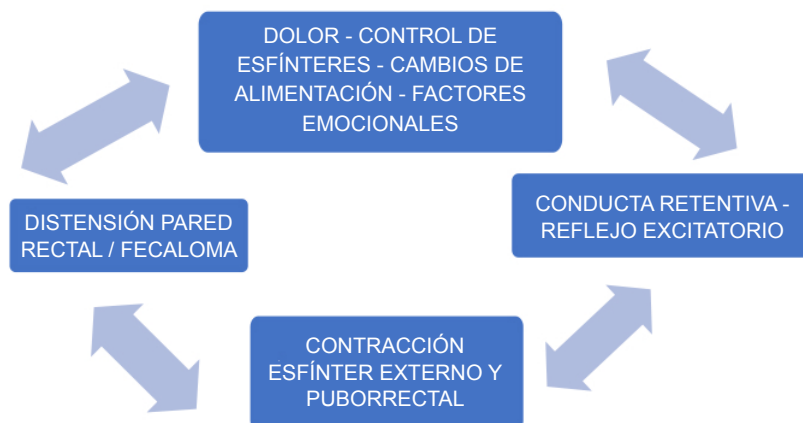 DOLOR - CONTROL DE
ESFÍNTERES - CAMBIOS DE
ALIMENTACIÓN - FACTORES
EMOCIONALES
DISTENSIÓN PARED
RECTAL / FECALOMA
CONDUCTA RETENTIVA -
REFLEJO EXCITATORIO
CONTRACCIÓN
ESFÍNTER EXTERNO Y
PUBORRECTAL